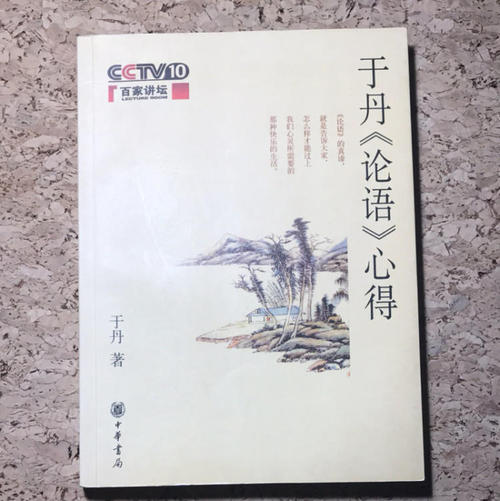 CCTV10
百家讲坛
LECTURE ROOM
于丹《论语》心得
《论语》的真谛，
就是告诉大家，
怎么样才能过上
我们心灵所需要的
那种快乐的生活。
于丹 著
中華書局